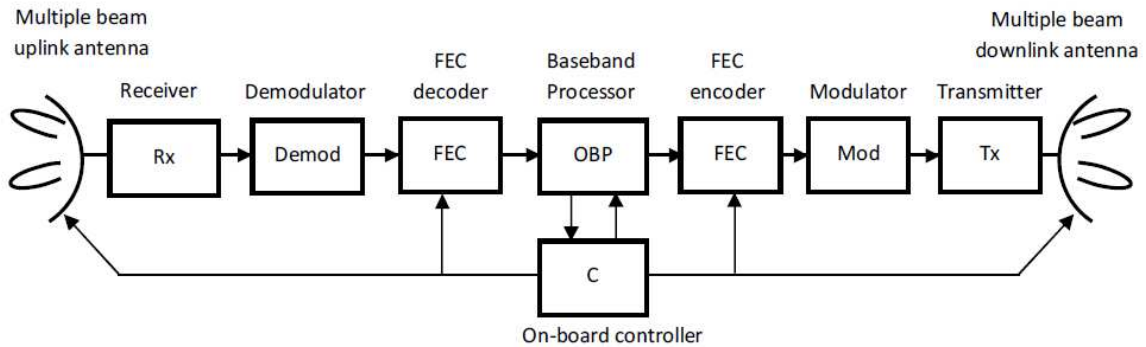 Multiple beam
uplink antenna
Multiple beam
downlink antenna
Receiver
Demodulator
FEC
decoder
Baseband
Processor
FEC
encoder
Modulator
Transmitter
Rx
Demod
FEC
OBP
FEC
Mod
Tx
C
On-board controller